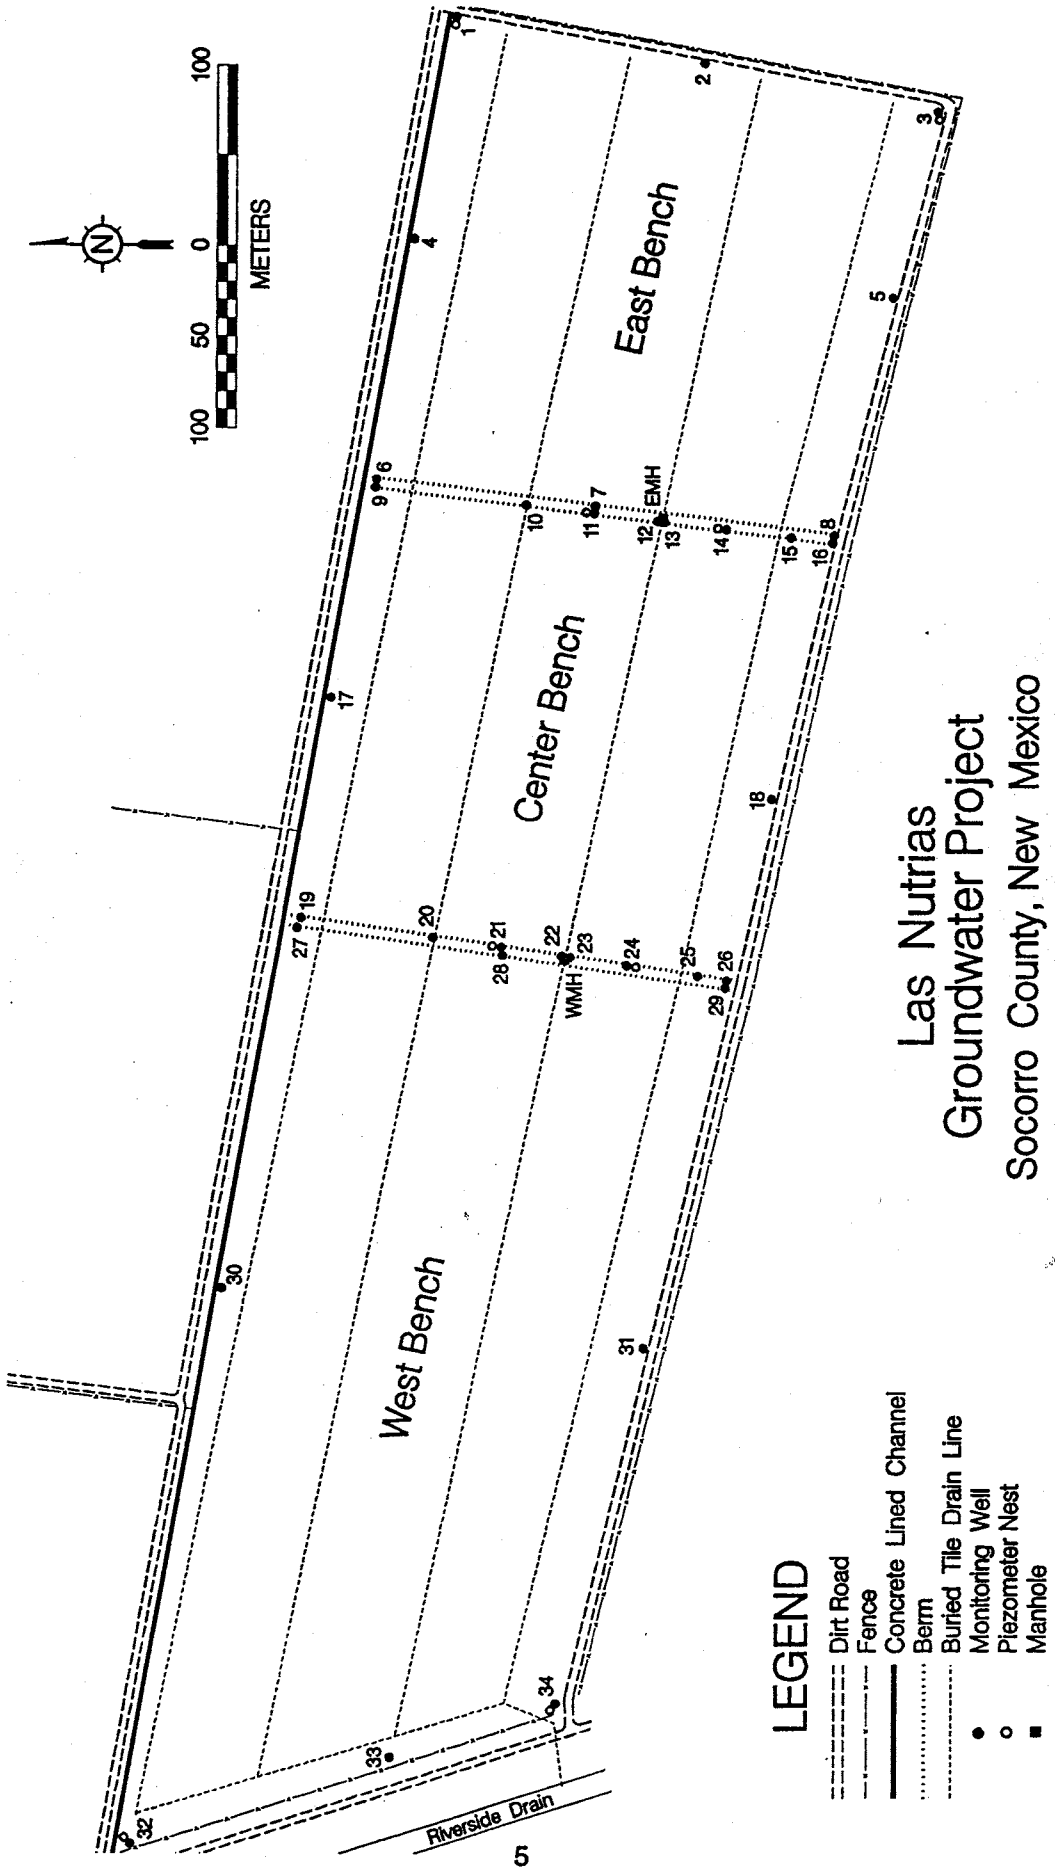 N
100 50 0 100
METERS
1
2
3
4
5
6
7
8
9
10
11
12
13
14
15
16
EMH
East Bench
17
18
Center Bench
19
20
21
22
23
24
25
26
27
28
29
WMH
30
31
West Bench
32
33
34
Riverside Drain
Las Nutrias
Groundwater Project
Socorro County, New Mexico
LEGEND
Dirt Road
Fence
Concrete Lined Channel
Berm
Buried Tile Drain Line
Monitoring Well
Piezometer Nest
Manhole
5